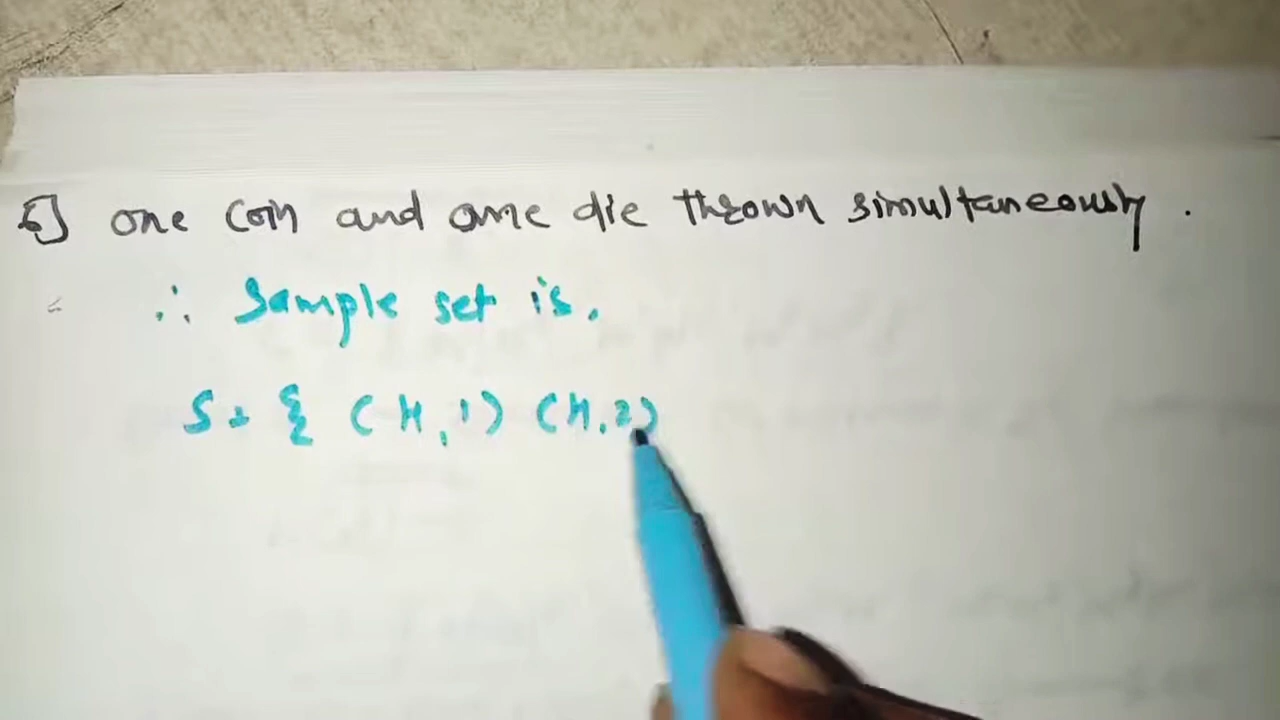 6] one coin and one die thrown simultaneously.
∴ Sample set is.
S = { (H,1) (H,2)